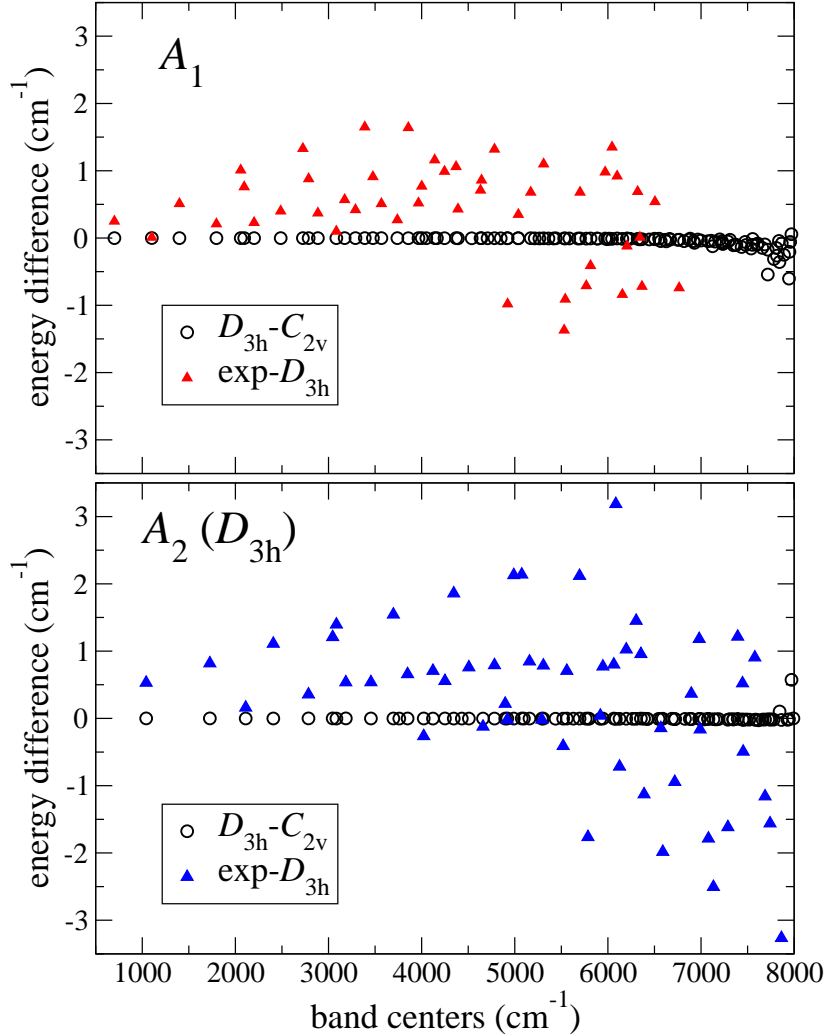 A₁
energy difference (cm⁻¹)
3
2
1
0
-1
-2
-3
D₃ₕ-C₂ᵥ
exp-D₃ₕ
A₂ (D₃ₕ)
energy difference (cm⁻¹)
3
2
1
0
-1
-2
-3
D₃ₕ-C₂ᵥ
exp-D₃ₕ
1000 2000 3000 4000 5000 6000 7000 8000
band centers (cm⁻¹)